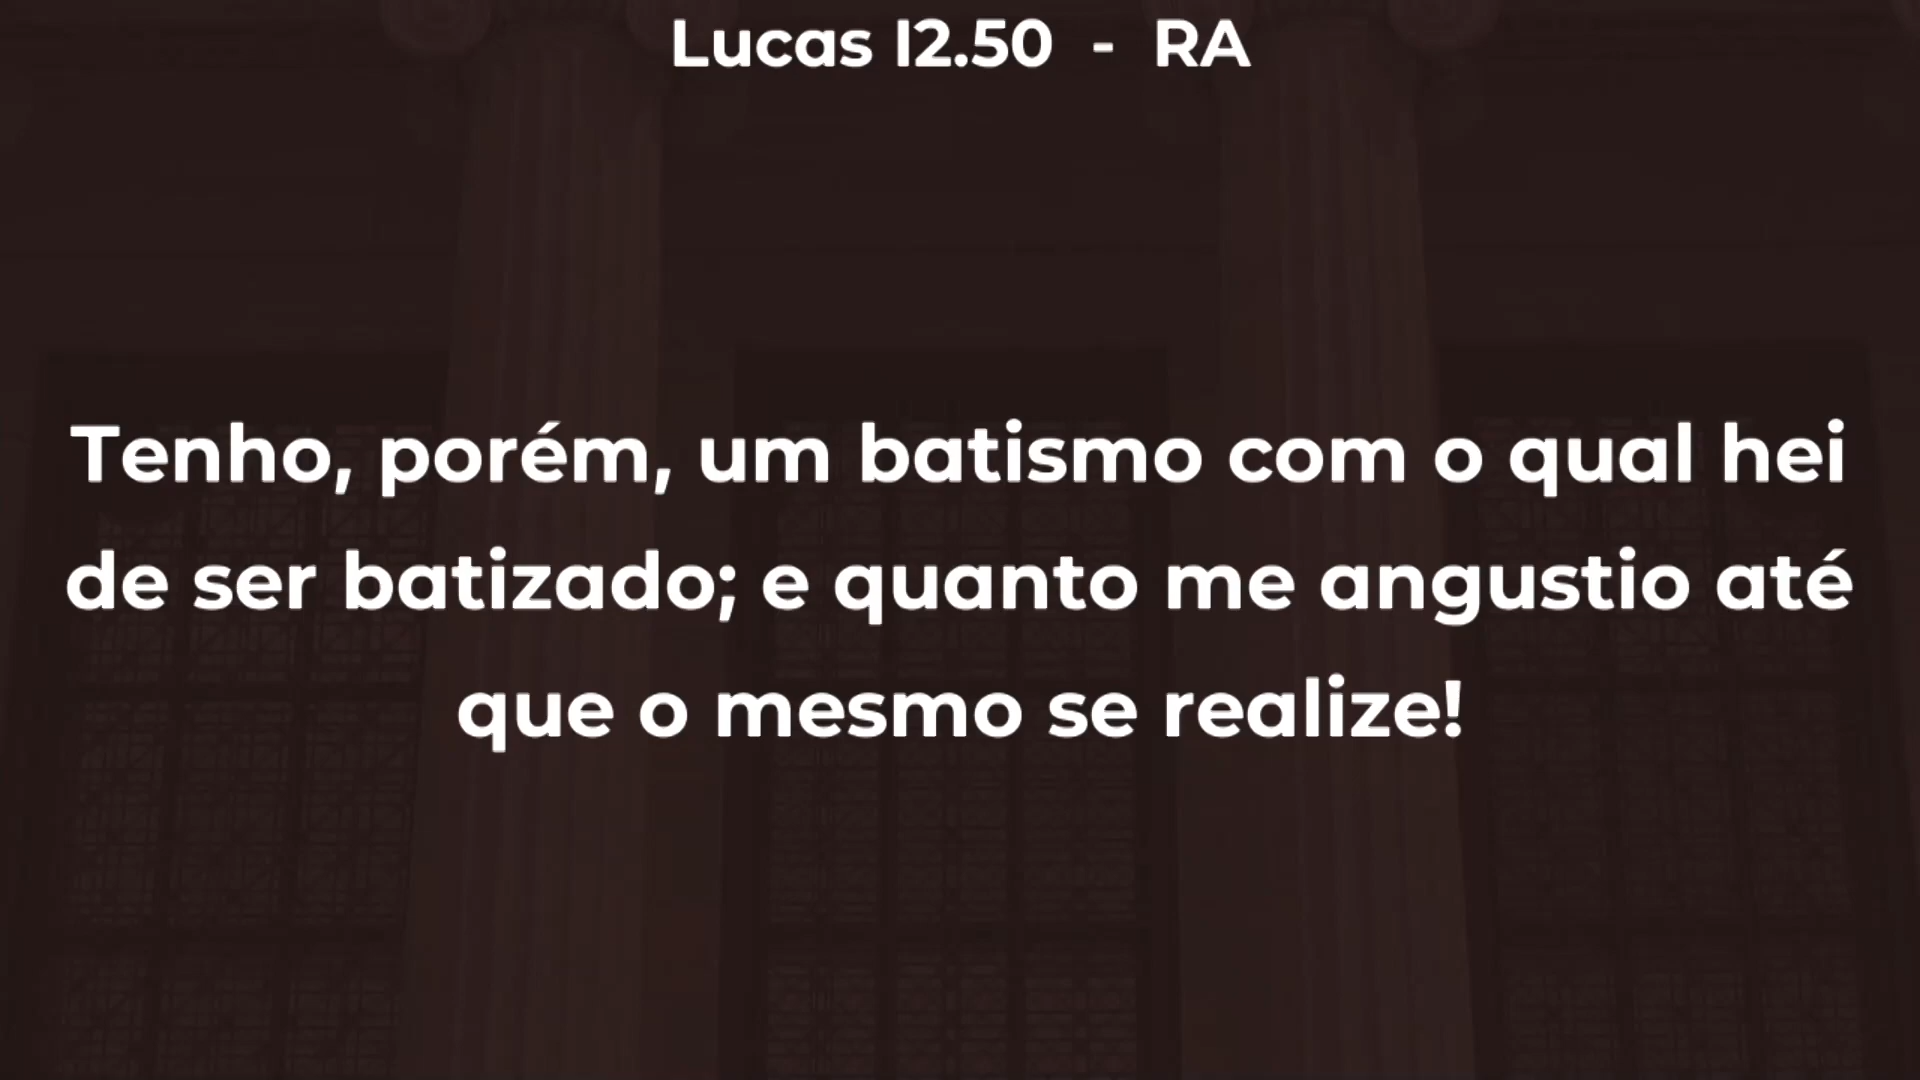 Lucas 12.50 - RA
Tenho, porém, um batismo com o qual hei
de ser batizado; e quanto me angustio até
que o mesmo se realize!